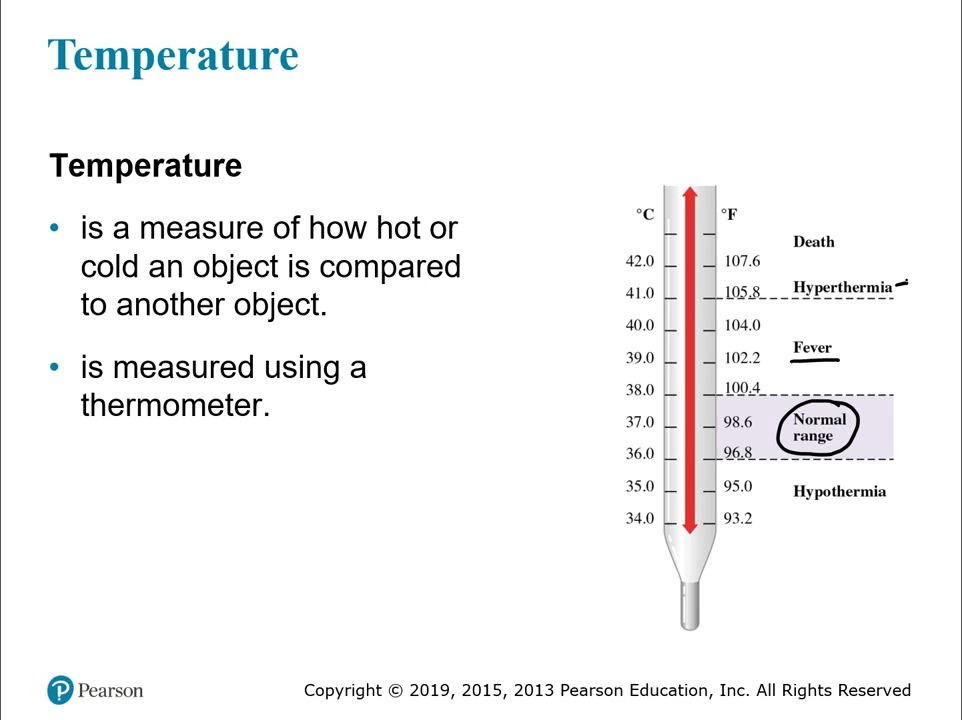 Temperature
Temperature
• is a measure of how hot or
cold an object is compared
to another object.
• is measured using a
thermometer.
°C °F
Death
42.0 107.6
Hyperthermia
41.0 105.8
40.0 104.0
Fever
39.0 102.2
38.0 100.4
37.0 98.6 Normal
range
36.0 96.8
35.0 95.0 Hypothermia
34.0 93.2
Pearson
Copyright © 2019, 2015, 2013 Pearson Education, Inc. All Rights Reserved